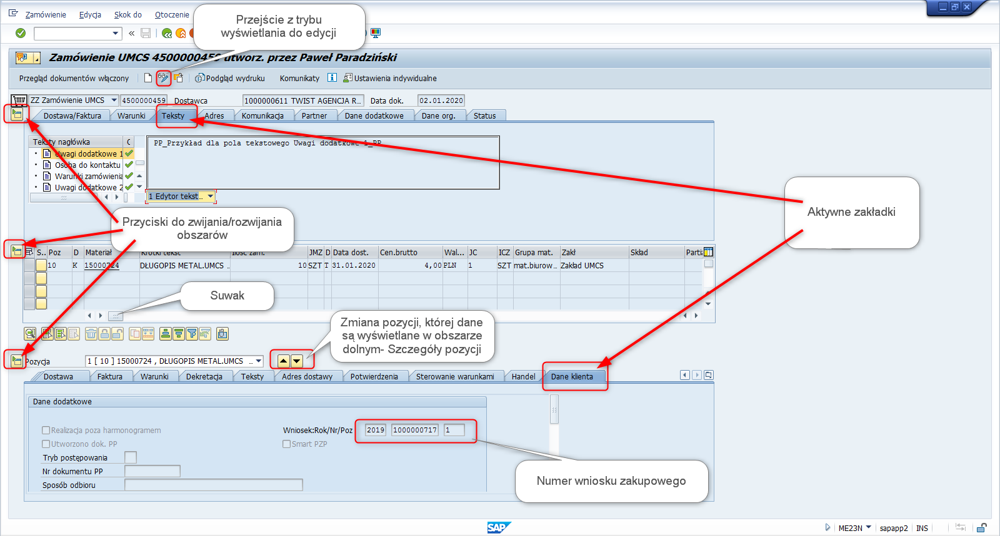 Zamówienie Edycja Skok do Otoczenie
Przejście z trybu
wyświetlania do edycji
Zamówienie UMCS 4500000459 utworz. przez Paweł Paradziński
Przegląd dokumentów włączony Podgląd wydruku Komunikaty Ustawienia indywidualne
ZZ Zamówienie UMCS 4500000459 Dostawca 1000000611 TWIST AGENCJA R... Data dok. 02.01.2020
Dostawa/Faktura Warunki Teksty Adres Komunikacja Partner Dane dodatkowe Dane org. Status
Teksty nagłówka C
PP_Przykład dla pola tekstowego Uwagi dodatkowe 1_PP
Uwagi dodatkowe 1
Osoba do kontaktu
Warunki zamówienia
Uwagi dodatkowe 2
1 Edytor tekst...
Aktywne zakładki
Przyciski do zwijania/rozwijania
obszarów
S.. Poz D Materiał Krótki tekst Ilość zam. JMZ D Data dost. Cen.brutto Wal... JC ICZ Grupa mat. Zakł Skład Parti
10 K 15000724 DŁUGOPIS METAL.UMCS .. 10 SZT T 31.01.2020 4,00 PLN 1 SZT mat.biurow... Zakład UMCS
Suwak
Zmiana pozycji, której dane
są wyświetlane w obszarze
dolnym- Szczegóły pozycji
Pozycja 1 [ 10 ] 15000724 , DŁUGOPIS METAL.UMCS ...
Dostawa Faktura Warunki Dekretacja Teksty Adres dostawy Potwierdzenia Sterowanie warunkami Handel Dane klienta
Dane dodatkowe
Realizacja poza harmonogramem Wniosek:Rok/Nr/Poz 2019 1000000717 1
Utworzono dok. PP Smart PZP
Tryb postępowania
Nr dokumentu PP
Sposób odbioru
Numer wniosku zakupowego
SAP ME23N sapapp2 INS